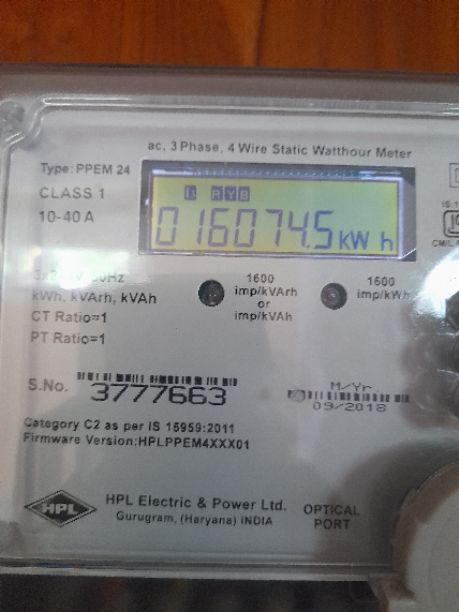 ac, 3 Phase, 4 Wire Static Watthour Meter
Type: PPEM 24
CLASS 1
10-40 A
R Y B
016074.5 kWh
kWh, kVArh, kVAh
CT Ratio=1
PT Ratio=1
1600
imp/kVArh
or
imp/kVAh
1600
imp/kWh
S.No. 3777663
M/Yr.
09/2018
Category C2 as per IS 15959:2011
Firmware Version:HPLPPEM4XXX01
HPL
HPL Electric & Power Ltd.
Gurugram, (Haryana) INDIA
OPTICAL
PORT